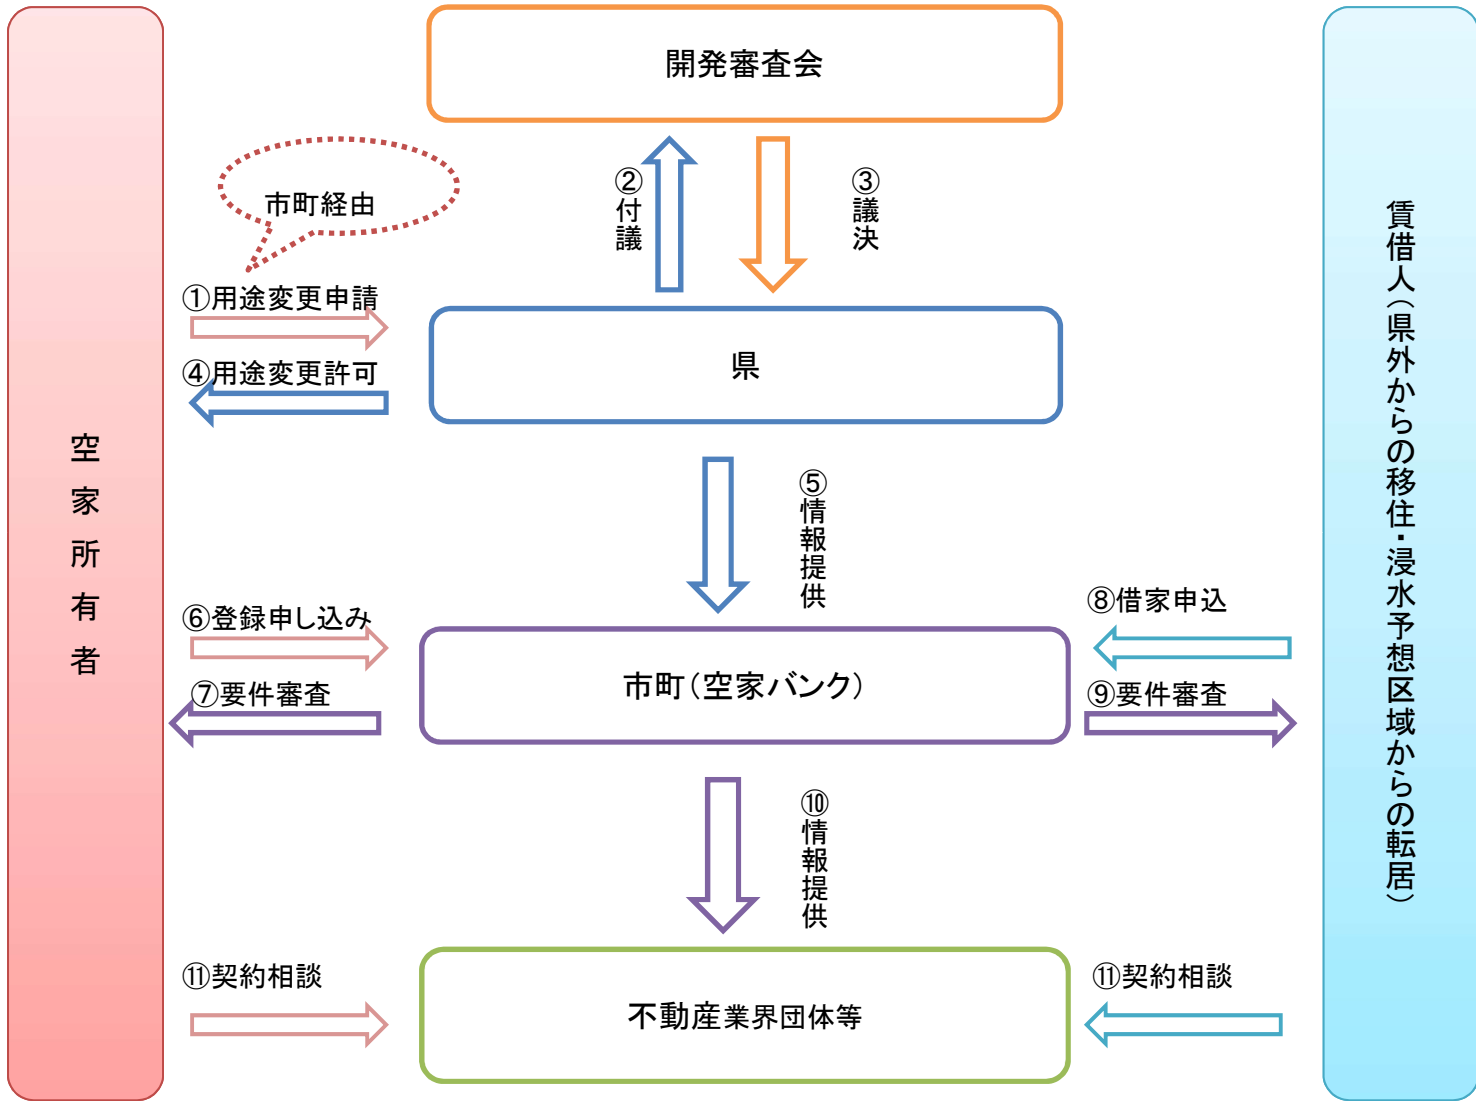 開発審査会
市町経由
②付議
③議決
①用途変更申請
県
④用途変更許可
空家所有者
⑤情報提供
⑥登録申し込み
⑧借家申込
市町（空家バンク）
⑦要件審査
⑨要件審査
賃借人（県外からの移住・浸水予想区域からの転居）
⑩情報提供
⑪契約相談
⑪契約相談
不動産業界団体等